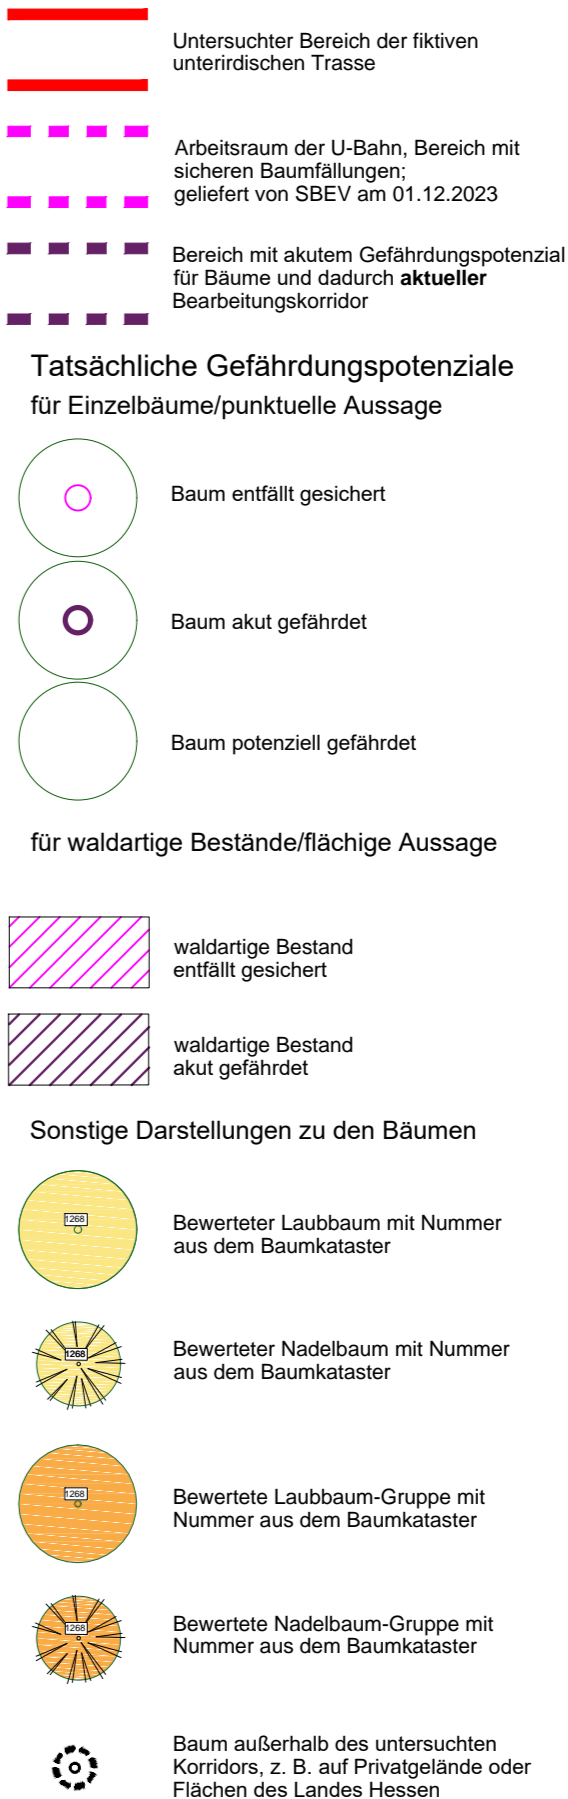 Untersuchter Bereich der fiktiven
unterirdischen Trasse
Arbeitsraum der U-Bahn, Bereich mit
sicheren Baumfällungen;
geliefert von SBEV am 01.12.2023
Bereich mit akutem Gefährdungspotenzial
für Bäume und dadurch aktueller
Bearbeitungskorridor
Tatsächliche Gefährdungspotenziale
für Einzelbäume/punktuelle Aussage
Baum entfällt gesichert
Baum akut gefährdet
Baum potenziell gefährdet
für waldartige Bestände/flächige Aussage
waldartige Bestand
entfällt gesichert
waldartige Bestand
akut gefährdet
Sonstige Darstellungen zu den Bäumen
1268
Bewerteter Laubbaum mit Nummer
aus dem Baumkataster
1268
Bewerteter Nadelbaum mit Nummer
aus dem Baumkataster
1268
Bewertete Laubbaum-Gruppe mit
Nummer aus dem Baumkataster
1268
Bewertete Nadelbaum-Gruppe mit
Nummer aus dem Baumkataster
Baum außerhalb des untersuchten
Korridors, z. B. auf Privatgelände oder
Flächen des Landes Hessen